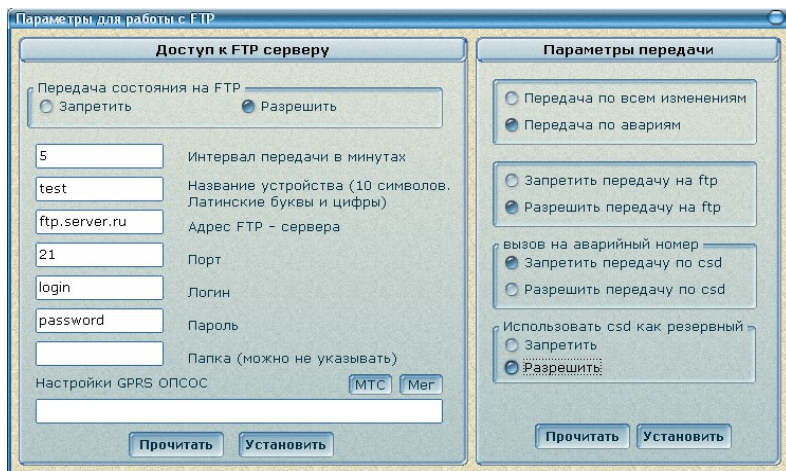 Параметры для работы с FTP
Доступ к FTP серверу
Передача состояния на FTP
Запретить
Разрешить
5
Интервал передачи в минутах
test
Название устройства (10 символов.
Латинские буквы и цифры)
ftp.server.ru
Адрес FTP - сервера
21
Порт
login
Логин
password
Пароль
Папка (можно не указывать)
Настройки GPRS ОПСОС
МТС
Мег
Прочитать
Установить
Параметры передачи
Передача по всем изменениям
Передача по авариям
Запретить передачу на ftp
Разрешить передачу на ftp
вызов на аварийный номер
Запретить передачу по csd
Разрешить передачу по csd
Использовать csd как резервный
Запретить
Разрешить
Прочитать
Установить